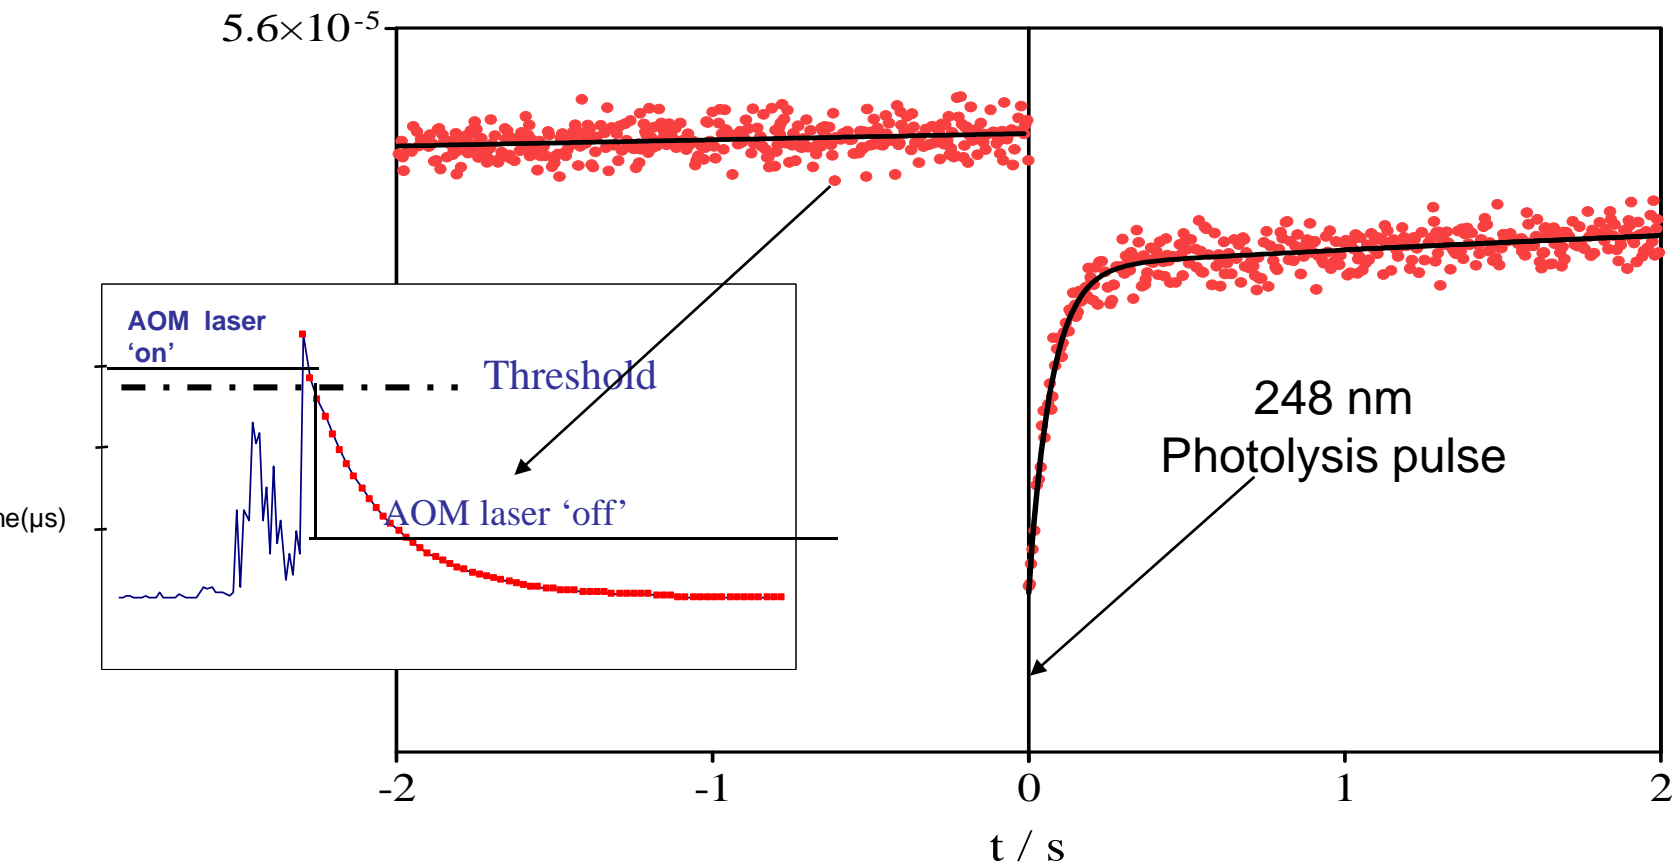 5.6×10⁻⁵
AOM laser
‘on’
Threshold
248 nm
Photolysis pulse
AOM laser ‘off’
ne(µs)
-2
-1
0
1
2
t / s